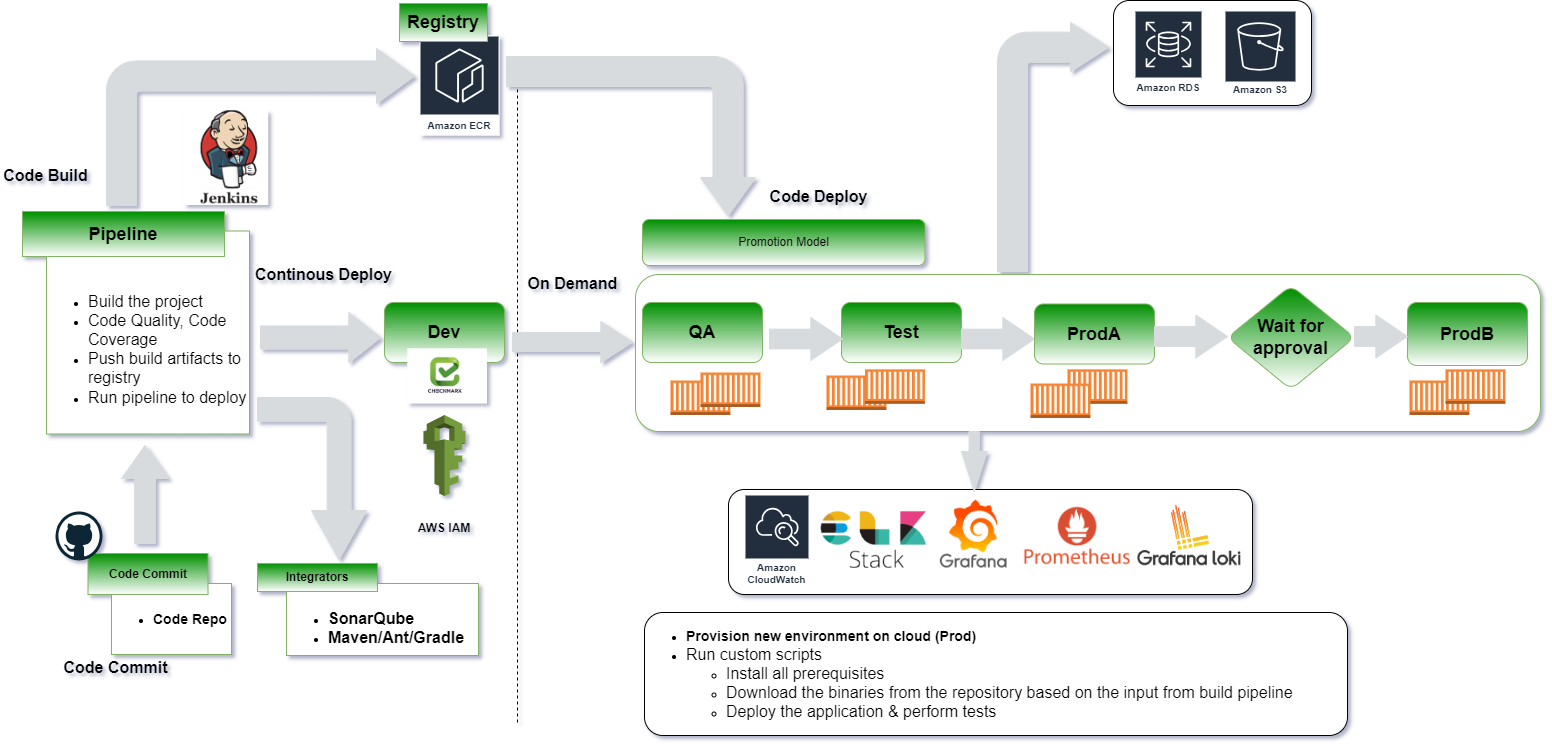 Registry
Amazon ECR
Amazon RDS
Amazon S3
Jenkins
Code Build
Code Deploy
Pipeline
Promotion Model
Build the project
Code Quality, Code
Coverage
Push build artifacts to
registry
Run pipeline to deploy
Continous Deploy
On Demand
Dev
CHECKMARX
QA
Test
ProdA
Wait for
approval
ProdB
AWS IAM
Code Commit
Code Repo
Code Commit
Integrators
SonarQube
Maven/Ant/Gradle
Amazon
CloudWatch
Stack
Grafana
Prometheus
Grafana loki
Provision new environment on cloud (Prod)
Run custom scripts
Install all prerequisites
Download the binaries from the repository based on the input from build pipeline
Deploy the application & perform tests